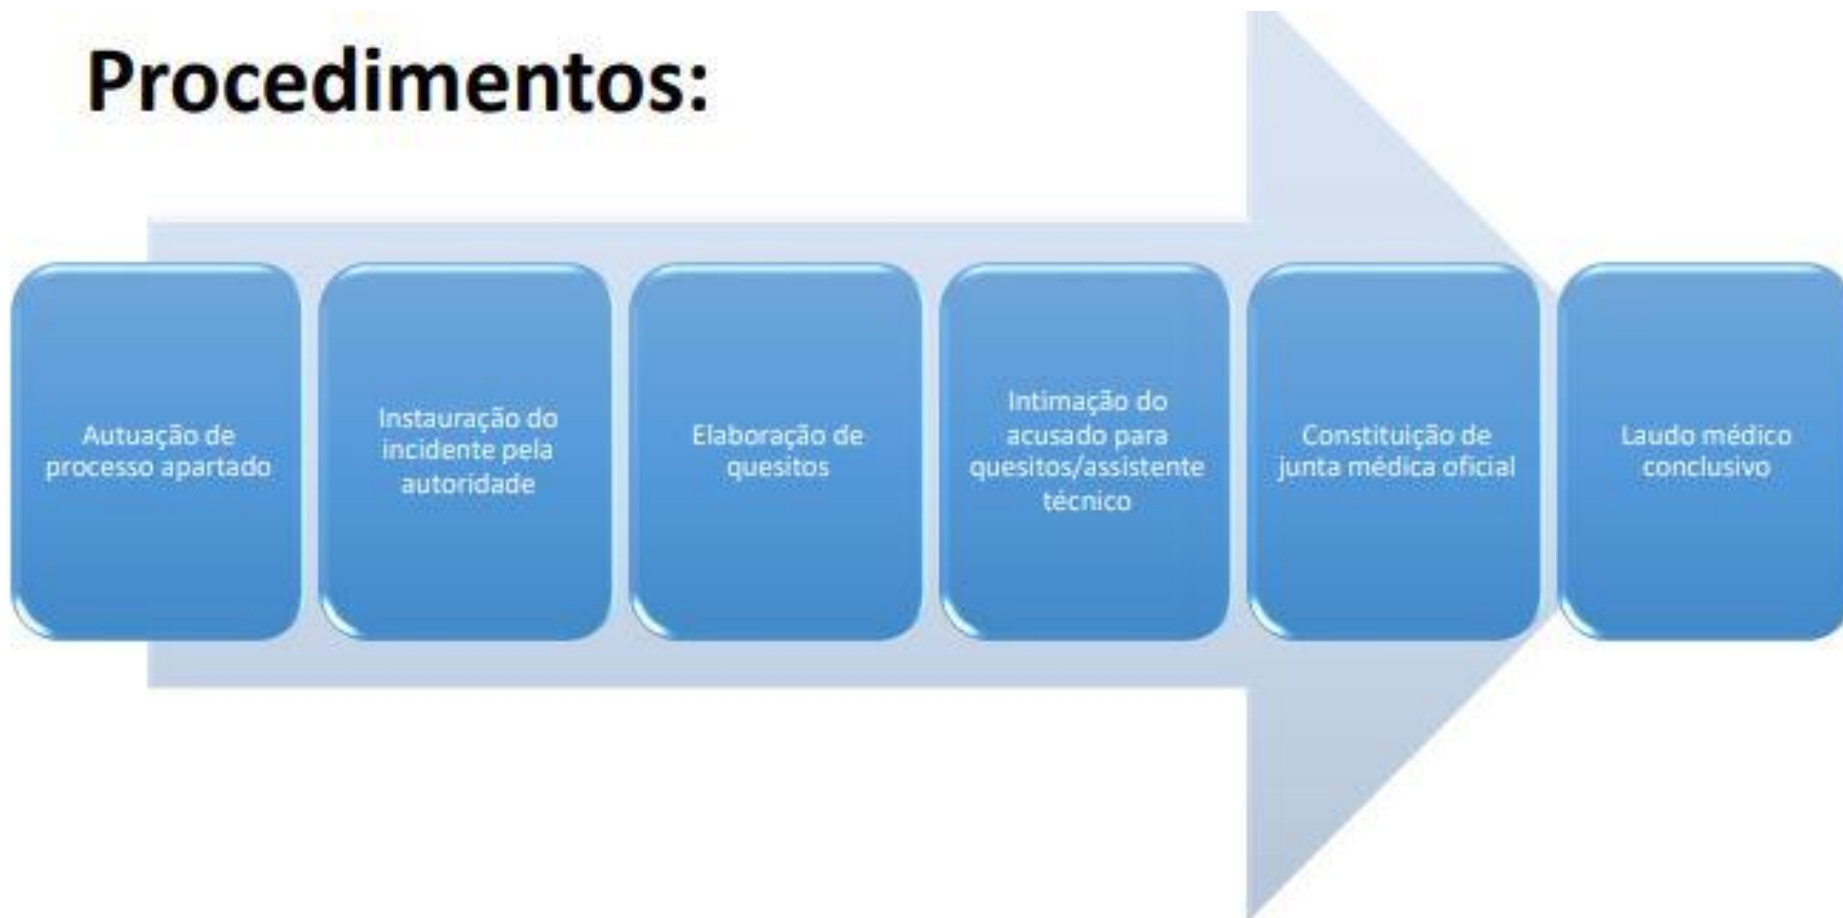 Procedimentos:
Autuação de
processo apartado
Instauração do
incidente pela
autoridade
Elaboração de
quesitos
Intimação do
acusado para
quesitos/assistente
técnico
Constituição de
junta médica oficial
Laudo médico
conclusivo